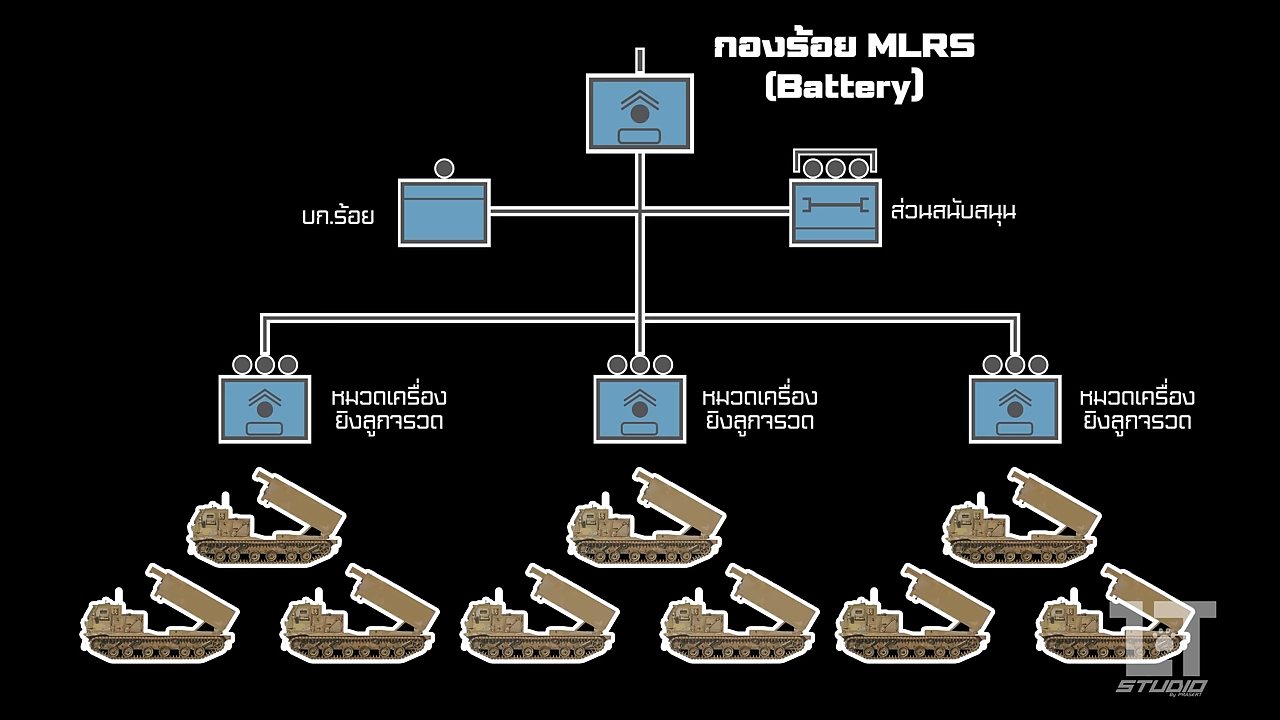 กองร้อย MLRS
(Battery)
บก.ร้อย
ส่วนสนับสนุน
หมวดเครื่อง
ยิงลูกจรวด
หมวดเครื่อง
ยิงลูกจรวด
หมวดเครื่อง
ยิงลูกจรวด
LT
STUDIO
By PRASERT